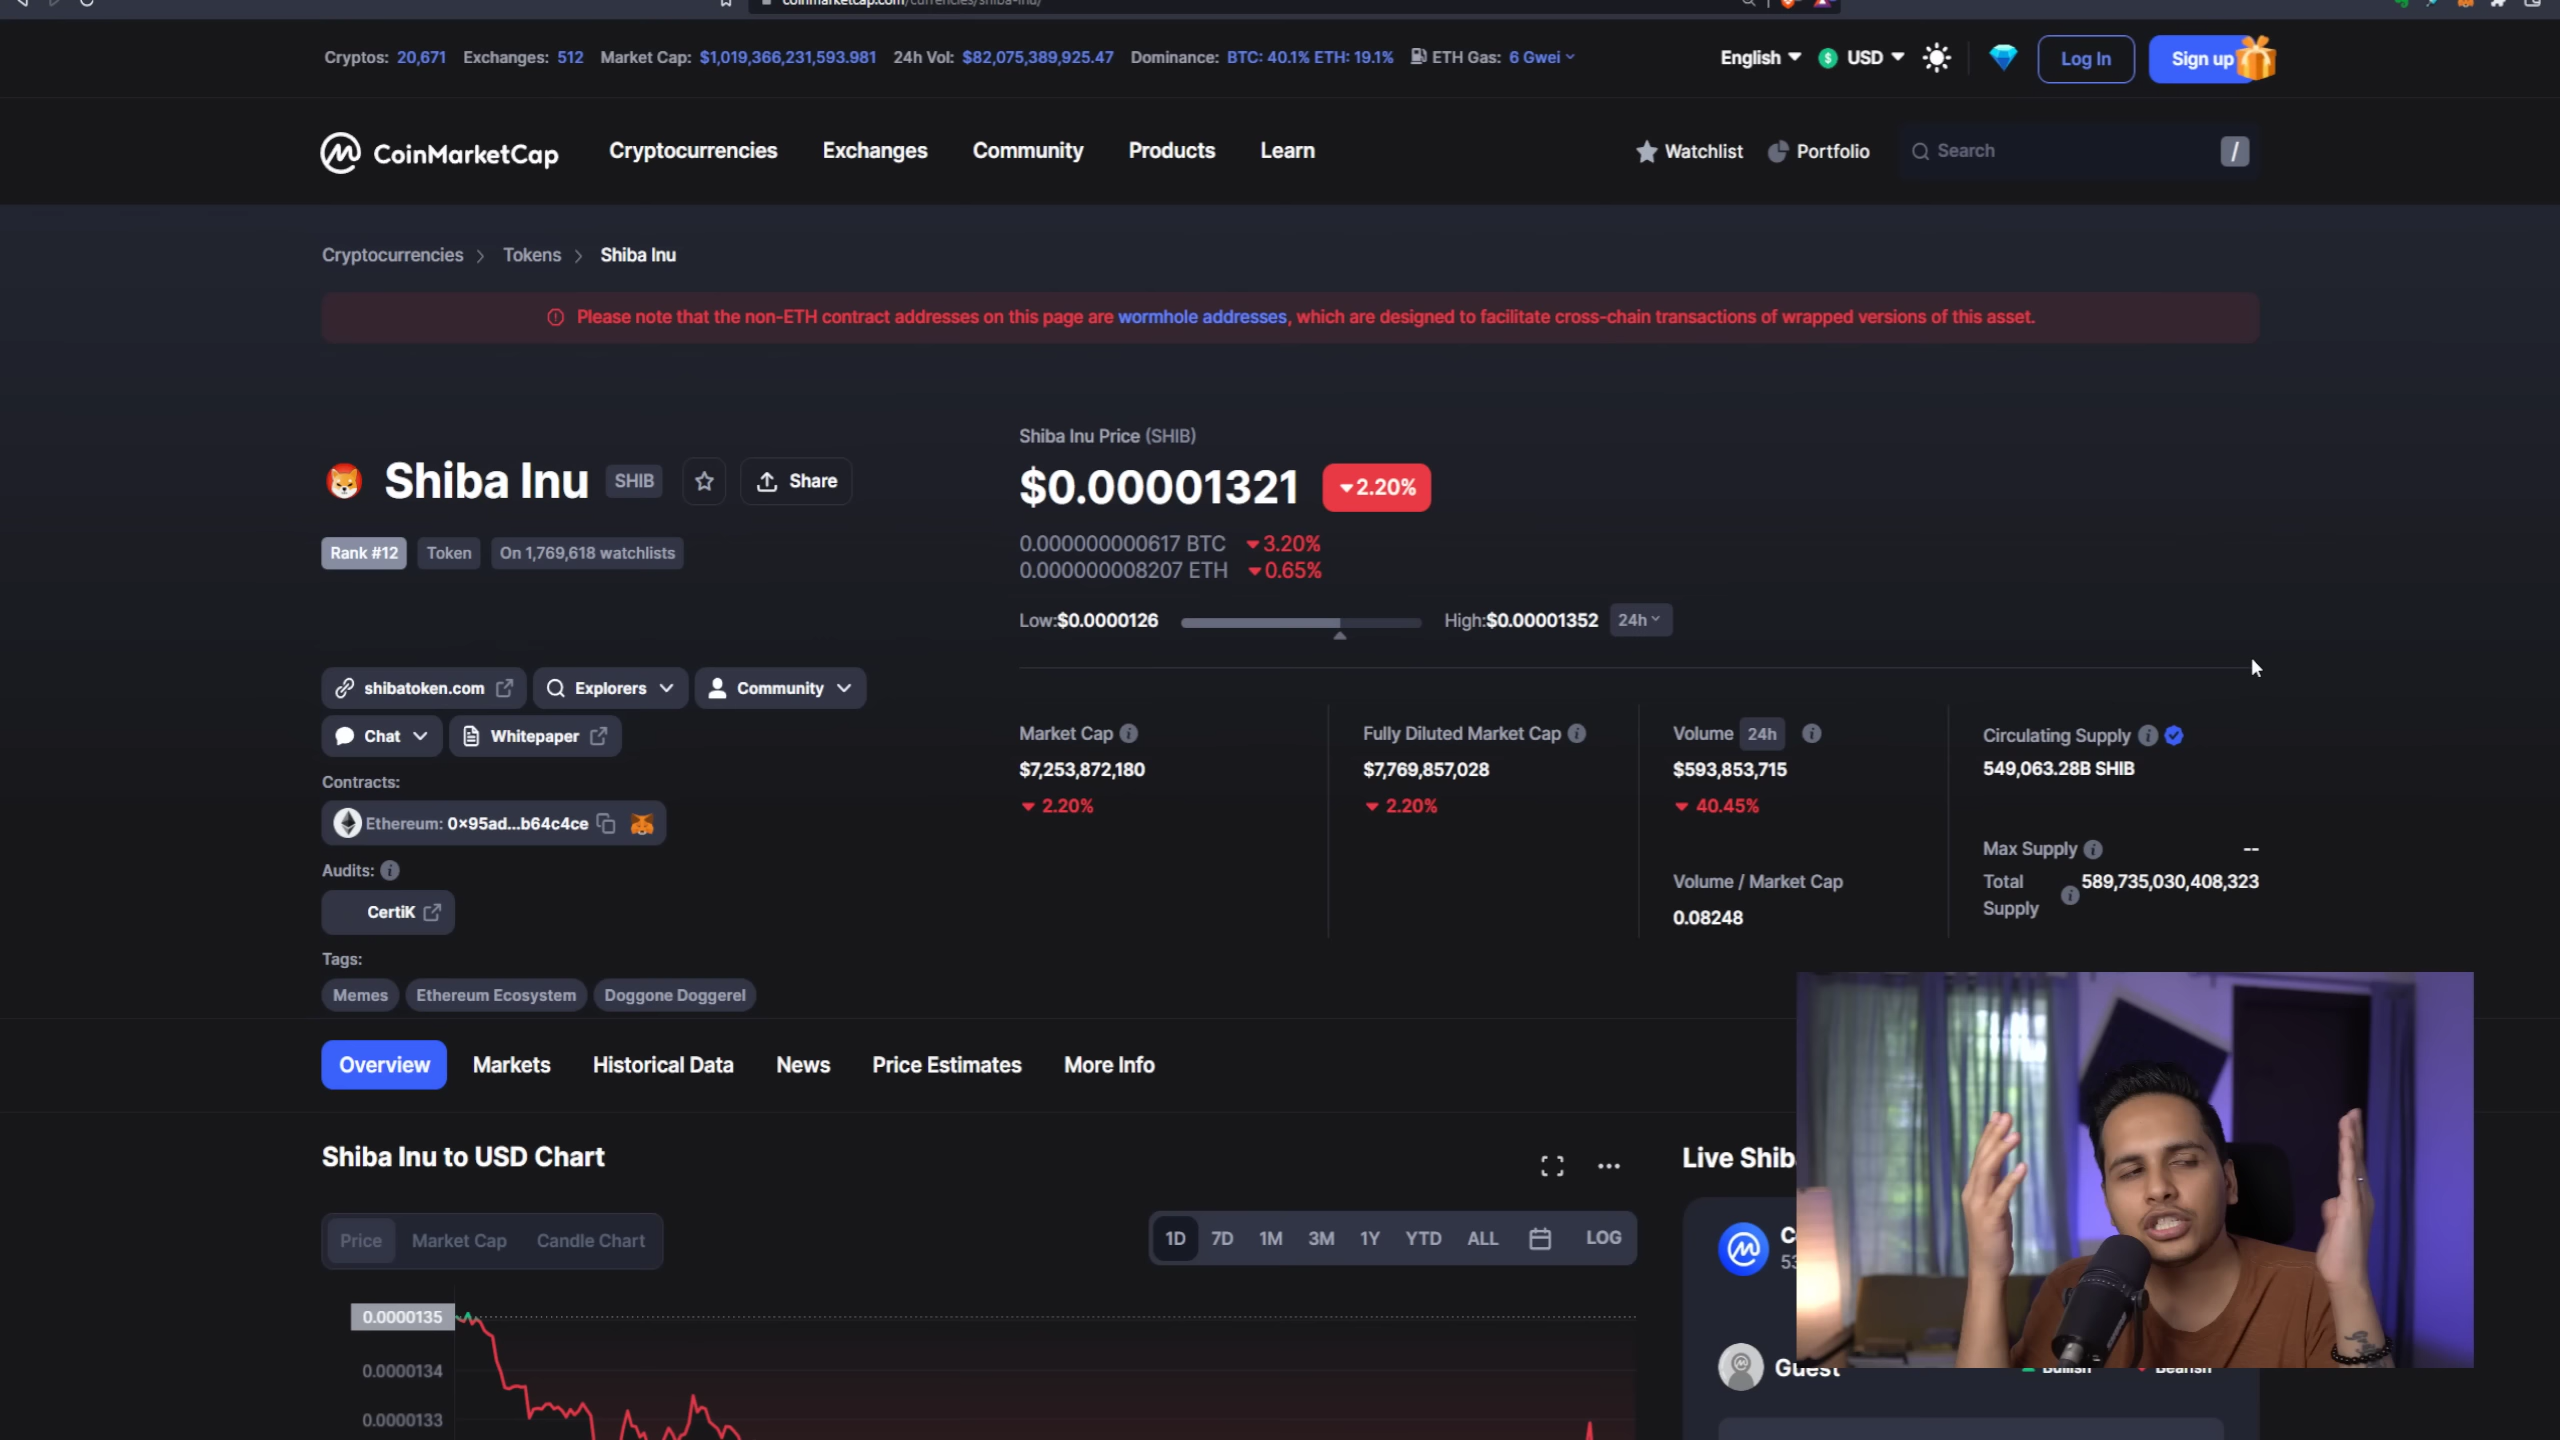 coinmarketcap.com/currencies/shiba-inu/
Cryptos: 20,671 Exchanges: 512 Market Cap: $1,019,366,231,593.981 24h Vol: $82,075,389,925.47 Dominance: BTC: 40.1% ETH: 19.1% ETH Gas: 6 Gwei
English USD Log In Sign up
CoinMarketCap Cryptocurrencies Exchanges Community Products Learn
Watchlist Portfolio Search /
Cryptocurrencies > Tokens > Shiba Inu
Please note that the non-ETH contract addresses on this page are wormhole addresses, which are designed to facilitate cross-chain transactions of wrapped versions of this asset.
Shiba Inu SHIB Share
Rank #12 Token On 1,769,618 watchlists
Shiba Inu Price (SHIB)
$0.00001321 2.20%
0.000000000617 BTC 3.20%
0.000000008207 ETH 0.65%
Low:$0.0000126 High:$0.00001352 24h
shibatoken.com Explorers Community
Chat Whitepaper
Contracts:
Ethereum: 0x95ad...b64c4ce
Audits:
CertiK
Tags:
Memes Ethereum Ecosystem Doggone Doggerel
Market Cap
$7,253,872,180
2.20%
Fully Diluted Market Cap
$7,769,857,028
2.20%
Volume 24h
$593,853,715
40.45%
Volume / Market Cap
0.08248
Circulating Supply
549,063.28B SHIB
Max Supply --
Total Supply 589,735,030,408,323
Overview Markets Historical Data News Price Estimates More Info
Shiba Inu to USD Chart
Price Market Cap Candle Chart
1D 7D 1M 3M 1Y YTD ALL LOG
0.0000135
0.0000134
0.0000133
Live Shib
C
53
Guest
Bullish Bearish